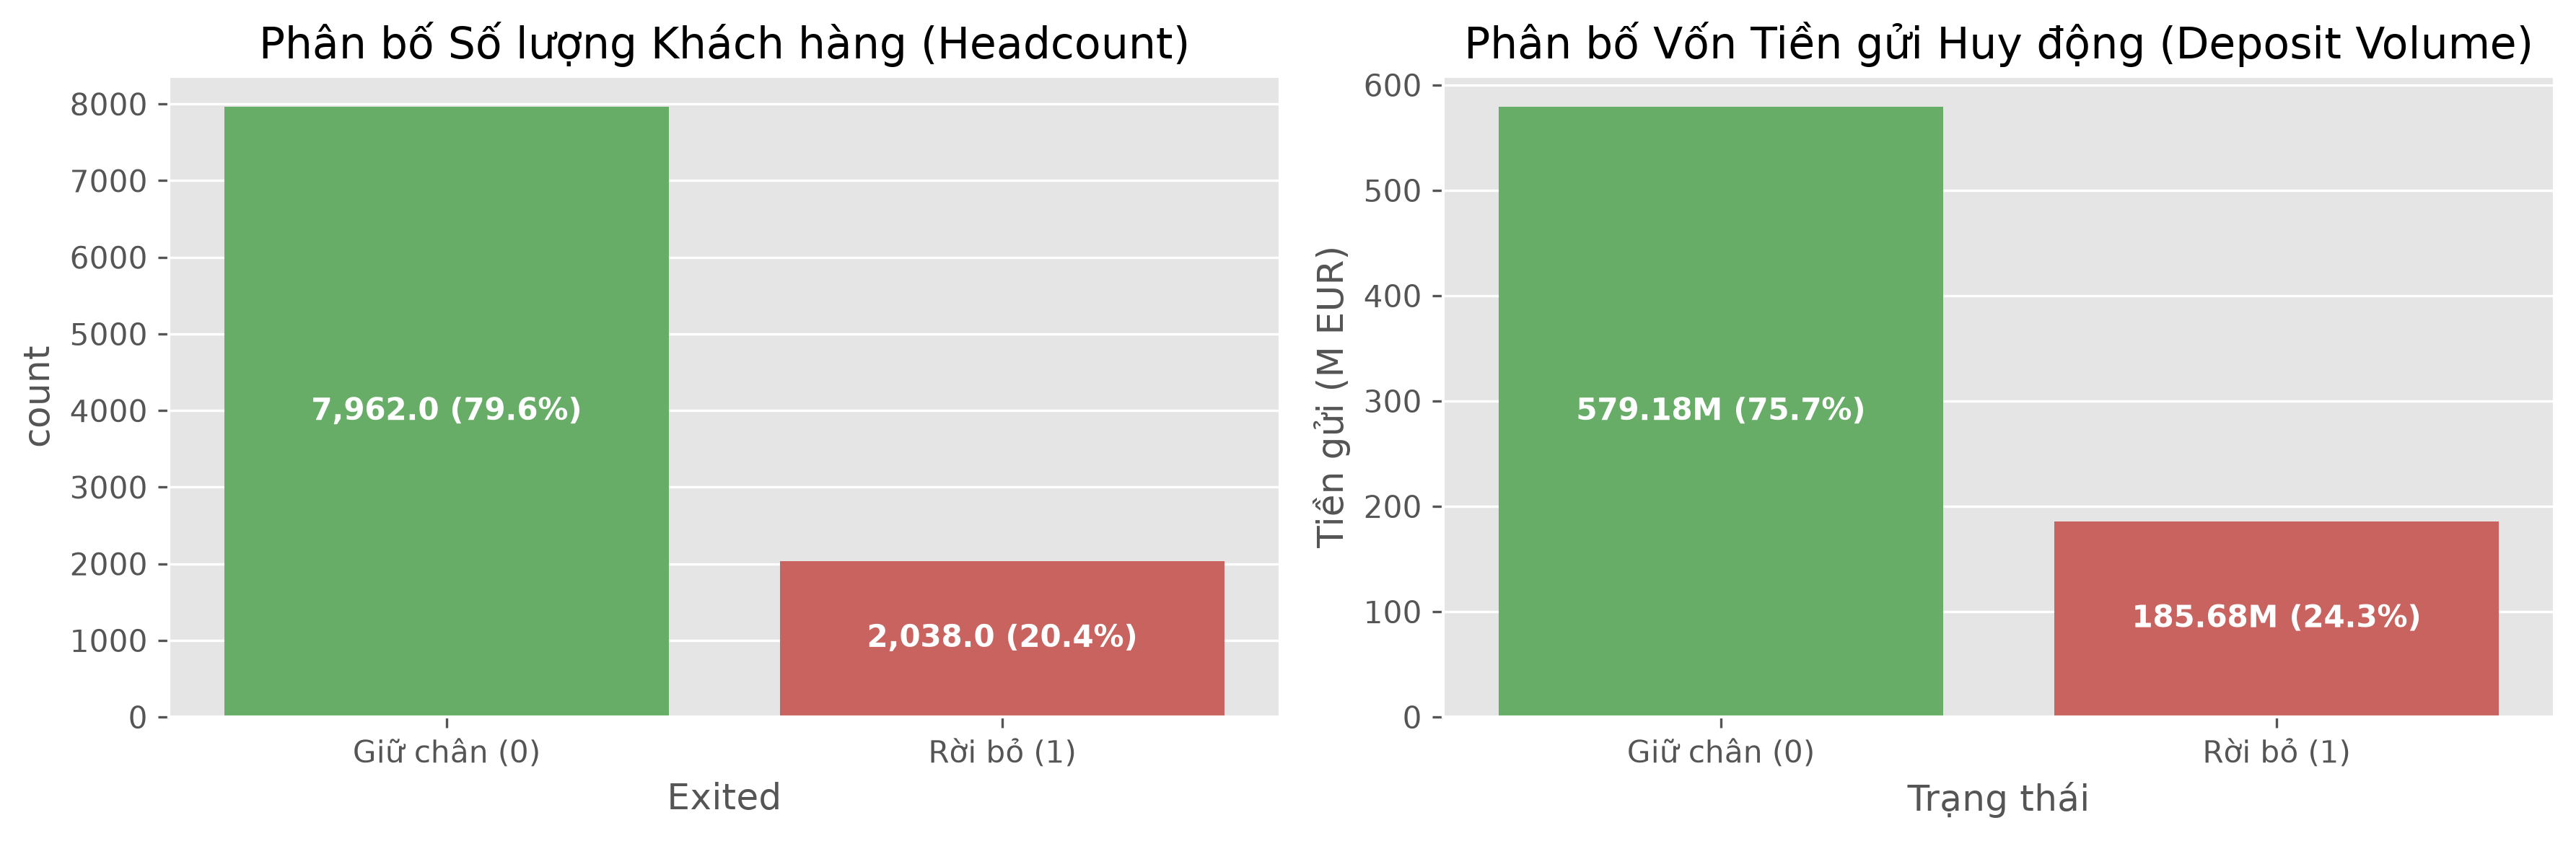 Phân bố Số lượng Khách hàng (Headcount)
count
8000
7000
6000
5000
4000
3000
2000
1000
0
7,962.0 (79.6%)
2,038.0 (20.4%)
Giữ chân (0)
Rời bỏ (1)
Exited
Phân bố Vốn Tiền gửi Huy động (Deposit Volume)
Tiền gửi (M EUR)
600
500
400
300
200
100
0
579.18M (75.7%)
185.68M (24.3%)
Giữ chân (0)
Rời bỏ (1)
Trạng thái